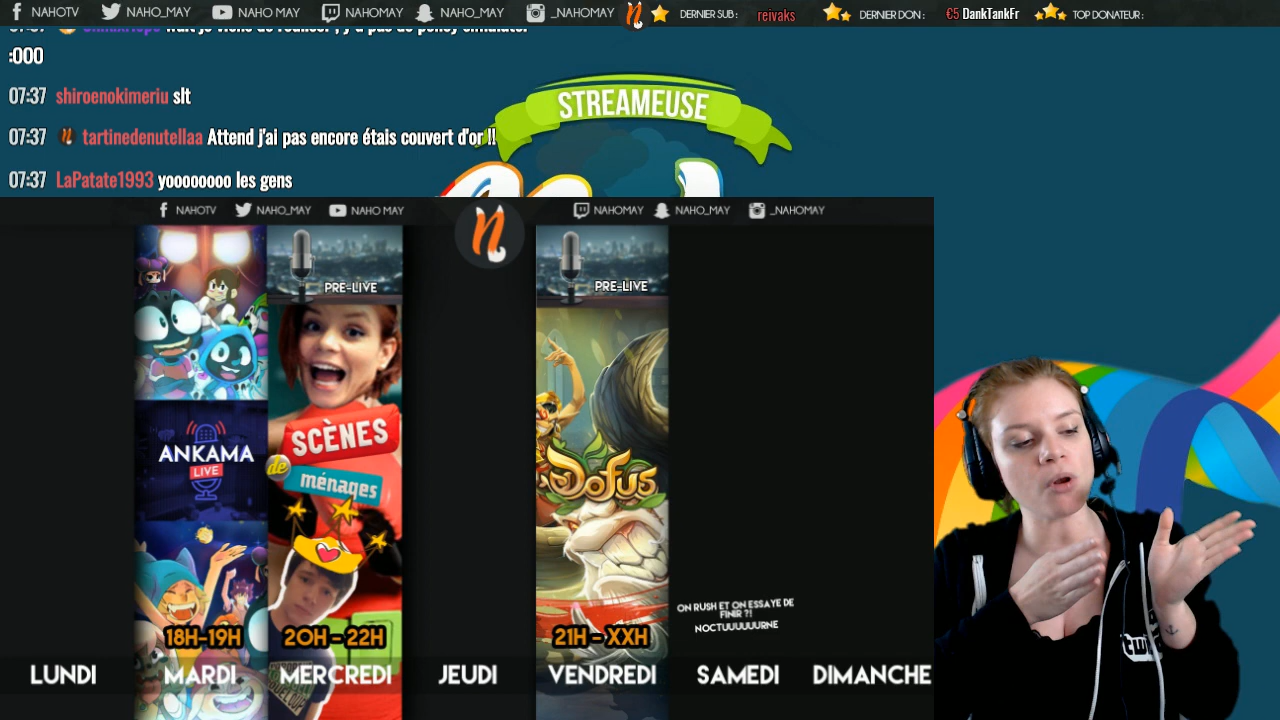 NAHOTV NAHO_MAY NAHO MAY NAHOMAY NAHO_MAY _NAHOMAY DERNIER SUB : reivaks DERNIER DON : €5 DankTankFr TOP DONATEUR :
:OOO
07:37 shiroenokimeriu slt
07:37 tartinedenutellaa Attend j'ai pas encore étais couvert d'or !!
07:37 LaPatate1993 yoooooooo les gens
STREAMEUSE
NAHOTV NAHO_MAY NAHO MAY n NAHOMAY NAHO_MAY _NAHOMAY
PRE-LIVE
PRE-LIVE
SCÈNES
de ménages
ANKAMA
LIVE
DOFUS
ON RUSH ET ON ESSAYE DE
FINIR ?!
NOCTUUUUUURNE
18H-19H 20H - 22H 21H - XXH
LUNDI MARDI MERCREDI JEUDI VENDREDI SAMEDI DIMANCHE